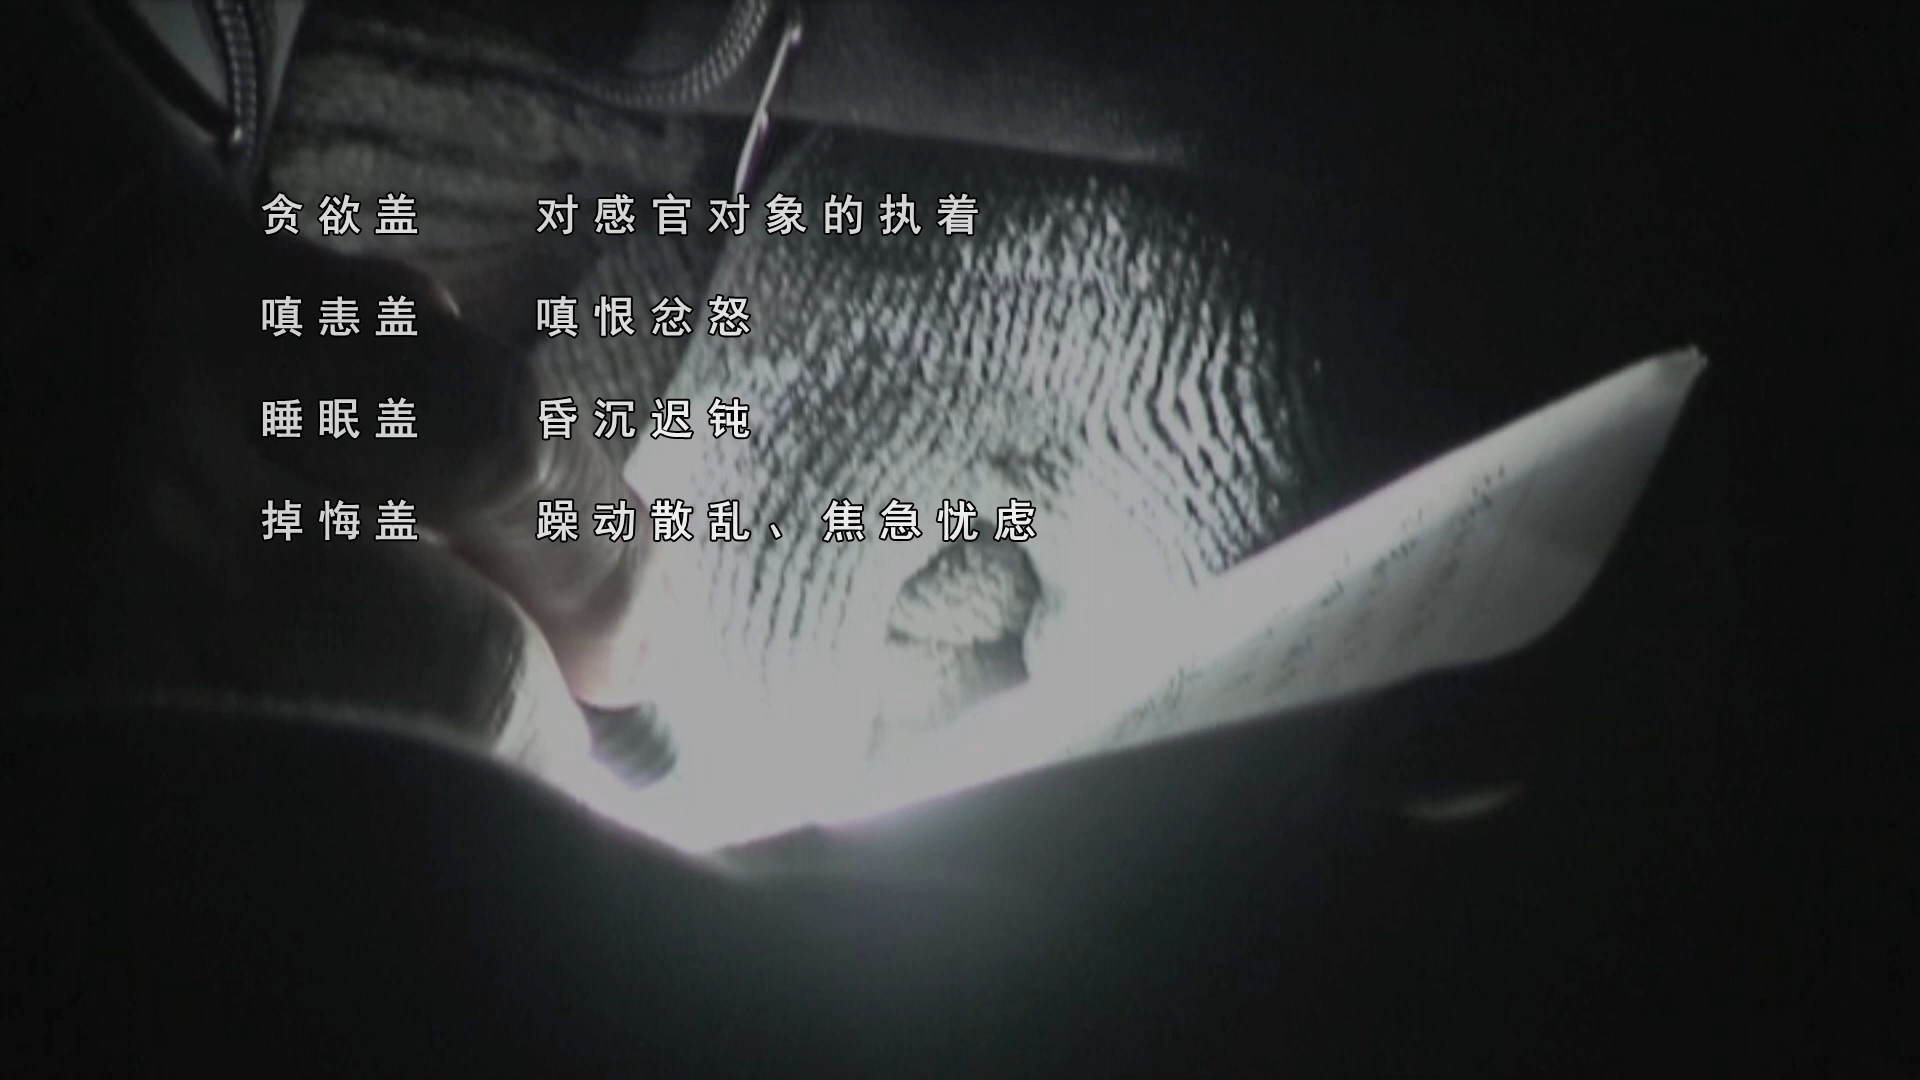 贪欲盖 对感官对象的执着
嗔恚盖 嗔恨忿怒
睡眠盖 昏沉迟钝
掉悔盖 躁动散乱、焦急忧虑